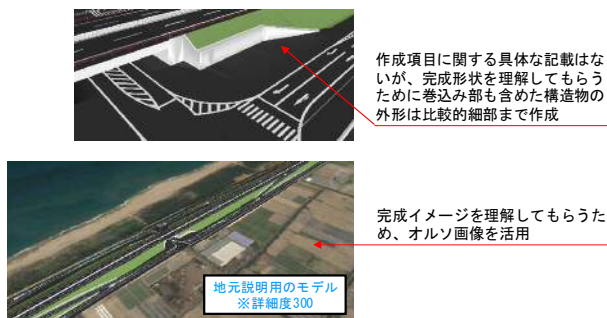 作成項目に関する具体な記載はな
いが、完成形状を理解してもらう
ために巻込み部も含めた構造物の
外形は比較的細部まで作成
完成イメージを理解してもらうた
め、オルソ画像を活用
地元説明用のモデル
※詳細度300